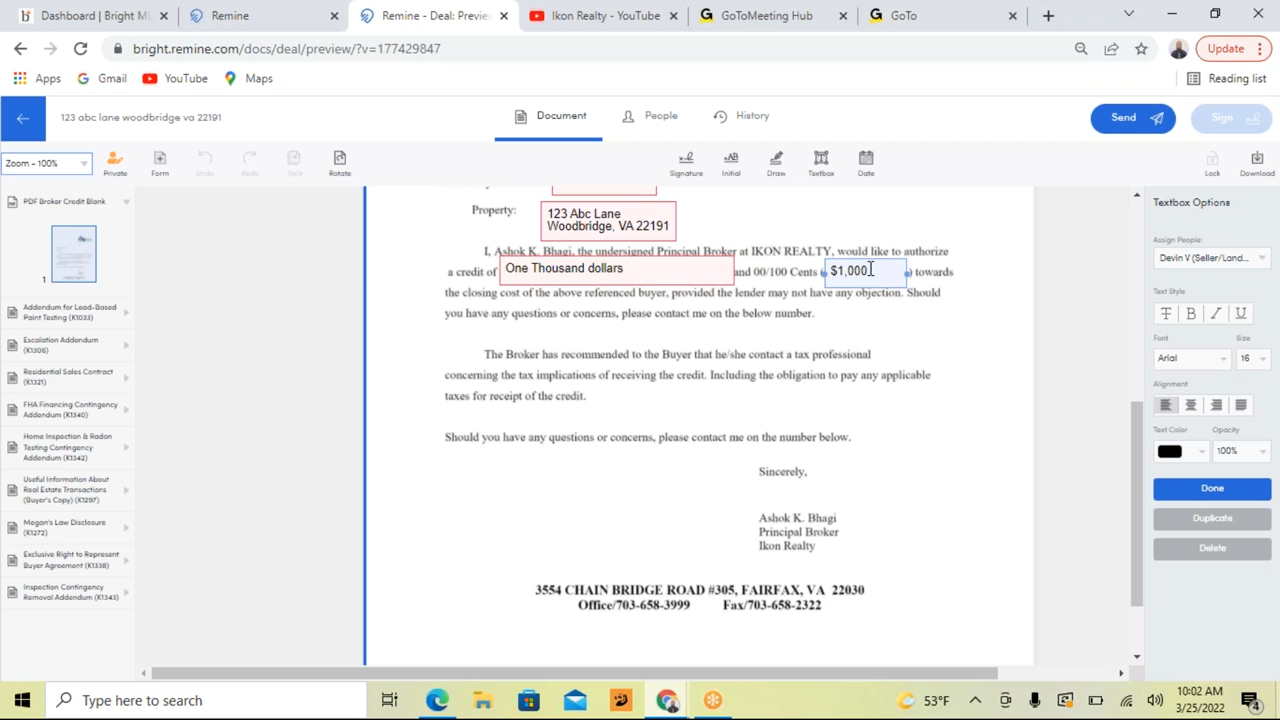 Dashboard | Bright ML
Remine
Remine - Deal: Preview
Ikon Realty - YouTube
GoToMeeting Hub
GoTo
bright.remine.com/docs/deal/preview/?v=177429847
Update
Apps
Gmail
YouTube
Maps
Reading list
123 abc lane woodbridge va 22191
Document
People
History
Send
Sign
Zoom - 100%
Private
Form
Undo
Redo
Split
Rotate
Signature
Initial
Draw
Textbox
Date
Lock
Download
PDF Broker Credit Blank
1
Addendum for Lead-Based
Paint Testing (K1033)
Escalation Addendum
(K1306)
Residential Sales Contract
(K1321)
FHA Financing Contingency
Addendum (K1340)
Home Inspection & Radon
Testing Contingency
Addendum (K1342)
Useful Information About
Real Estate Transactions
(Buyer's Copy) (K1297)
Megan's Law Disclosure
(K1272)
Exclusive Right to Represent
Buyer Agreement (K1338)
Inspection Contingency
Removal Addendum (K1343)
Property:
123 Abc Lane
Woodbridge, VA 22191
I, Ashok K. Bhagi, the undersigned Principal Broker at IKON REALTY, would like to authorize
a credit of One Thousand dollars and 00/100 Cents ( $1,000 ) towards
the closing cost of the above referenced buyer, provided the lender may not have any objection. Should
you have any questions or concerns, please contact me on the below number.
The Broker has recommended to the Buyer that he/she contact a tax professional
concerning the tax implications of receiving the credit. Including the obligation to pay any applicable
taxes for receipt of the credit.
Should you have any questions or concerns, please contact me on the number below.
Sincerely,
Ashok K. Bhagi
Principal Broker
Ikon Realty
3554 CHAIN BRIDGE ROAD #305, FAIRFAX, VA 22030
Office/703-658-3999 Fax/703-658-2322
Textbox Options
Assign People:
Devin V (Seller/Land...
Text Style
T B I U
Font
Size
Arial
16
Alignment
Text Color
Opacity
100%
Done
Duplicate
Delete
Type here to search
53°F
10:02 AM
3/25/2022
4